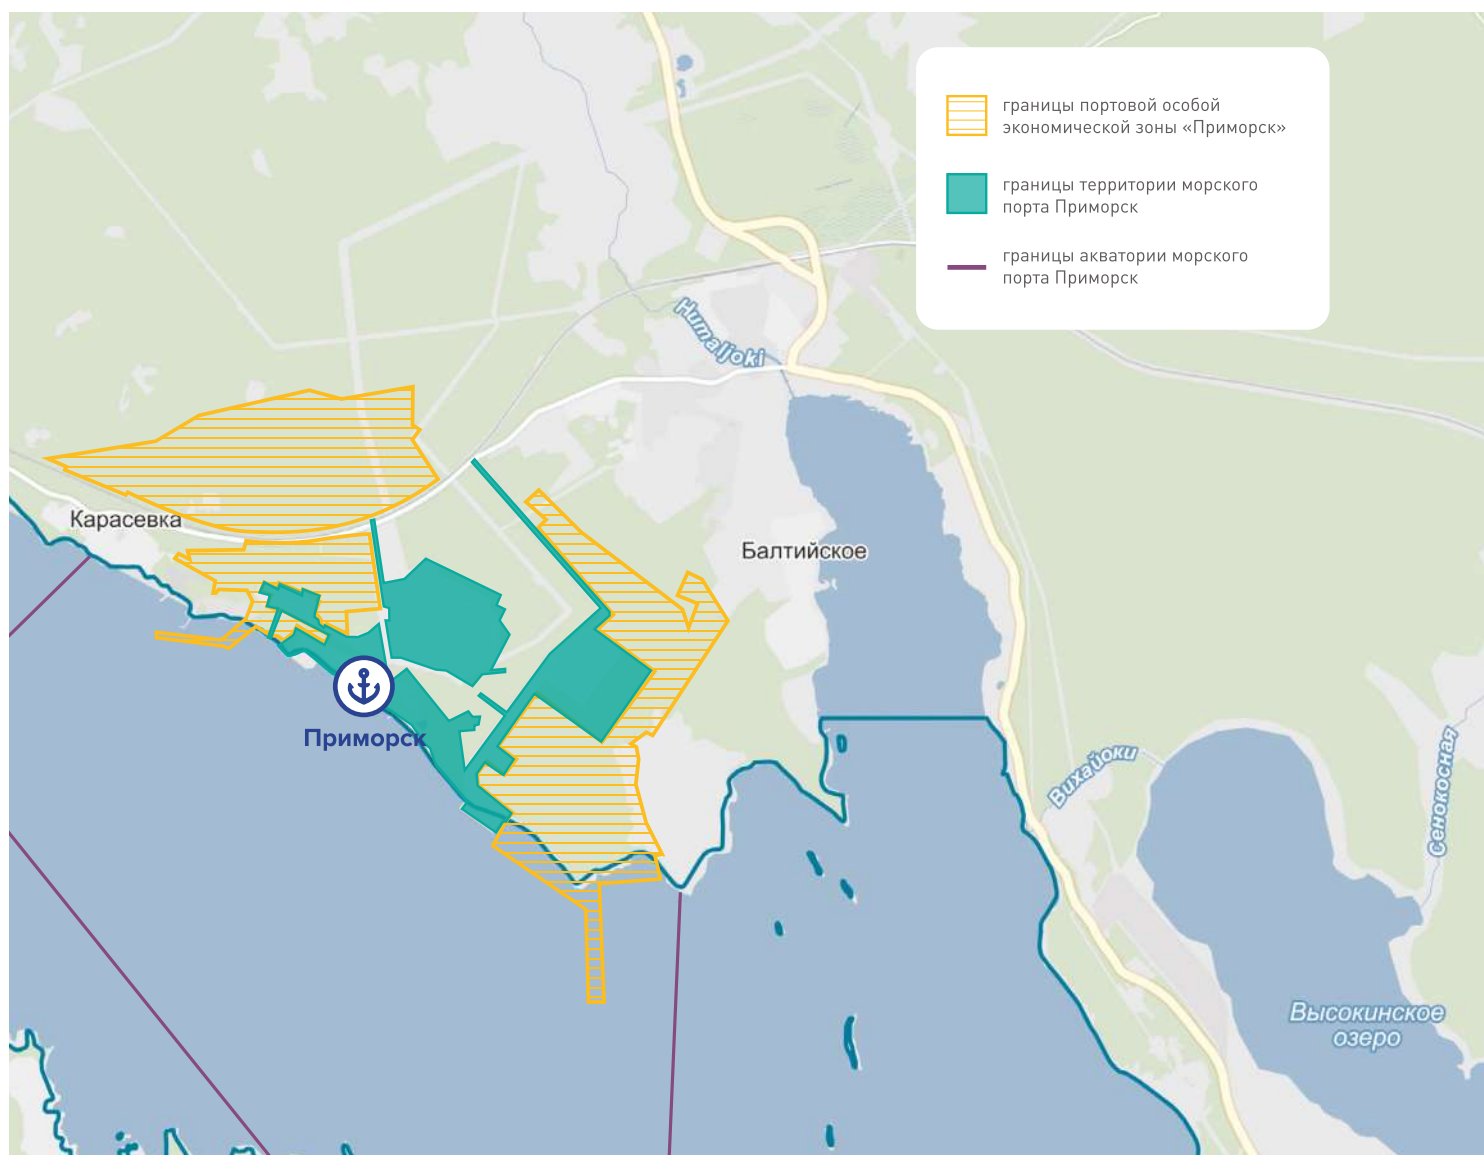 границы портовой особой
экономической зоны «Приморск»
границы территории морского
порта Приморск
границы акватории морского
порта Приморск
Humaljoki
Карасевка
Балтийское
Приморск
Вихайоки
Сенокосная
Высокинское
озеро